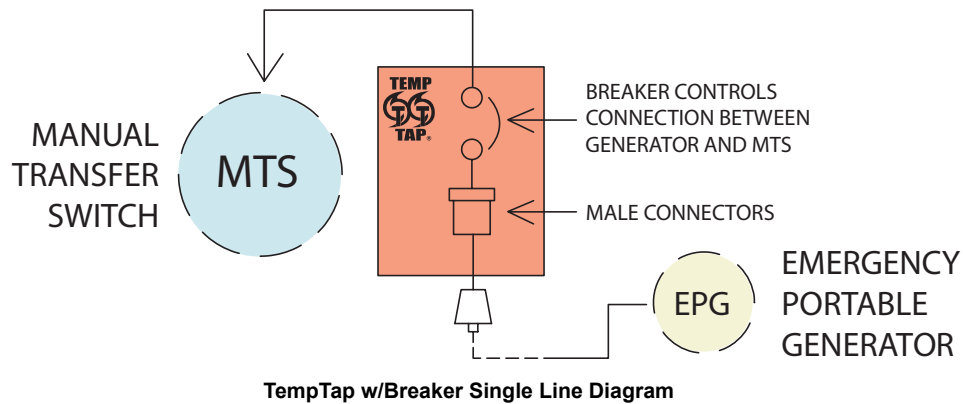 MANUAL
TRANSFER
SWITCH
MTS
TEMP
TT
TAP®
BREAKER CONTROLS
CONNECTION BETWEEN
GENERATOR AND MTS
MALE CONNECTORS
EPG
EMERGENCY
PORTABLE
GENERATOR
TempTap w/Breaker Single Line Diagram